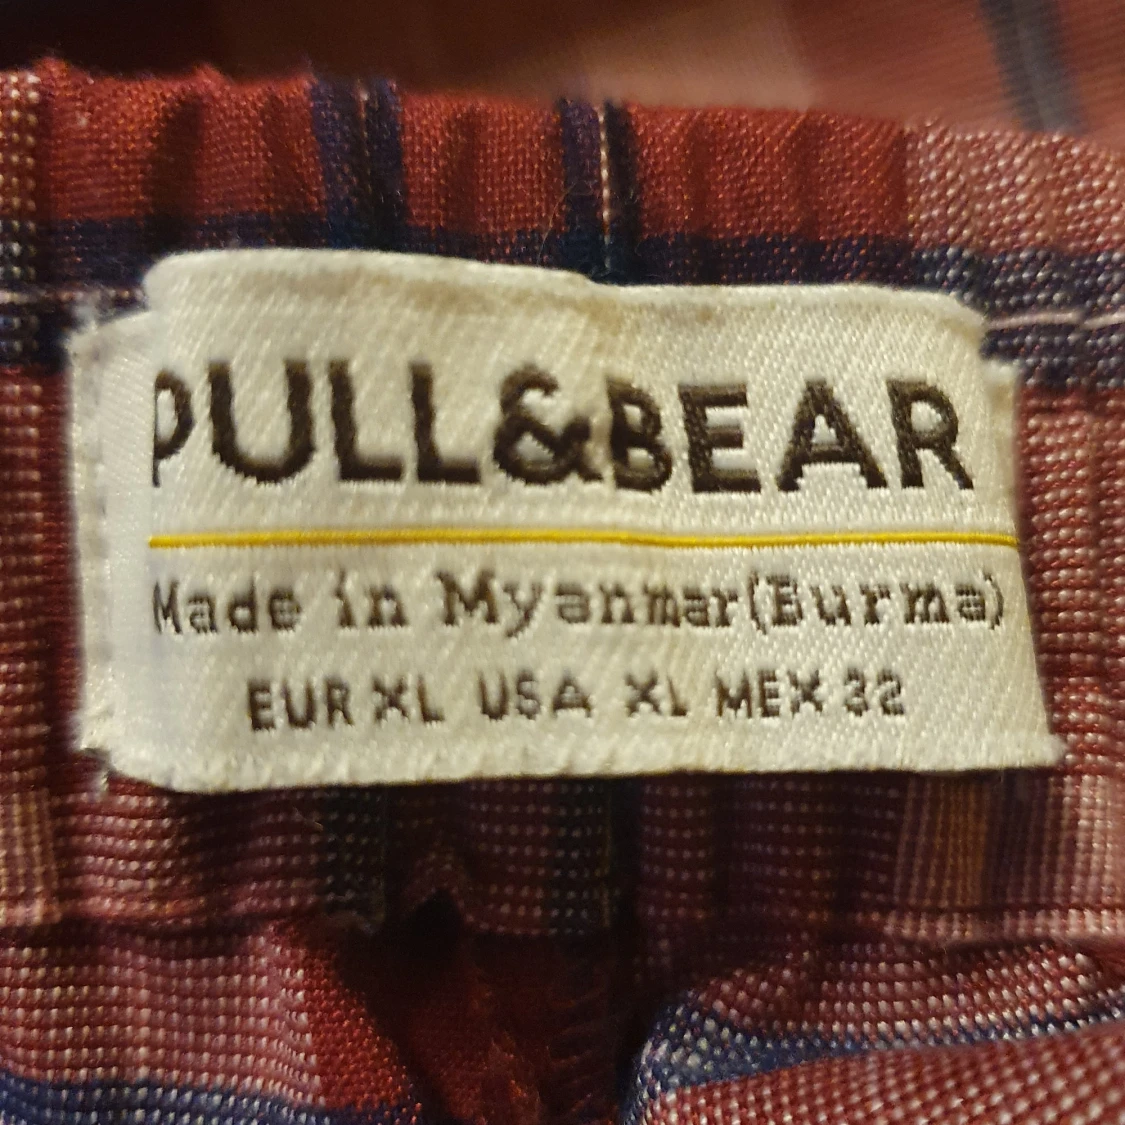 PULL&BEAR
Made in Myanmar(Burma)
EUR XL USA XL MEX 32